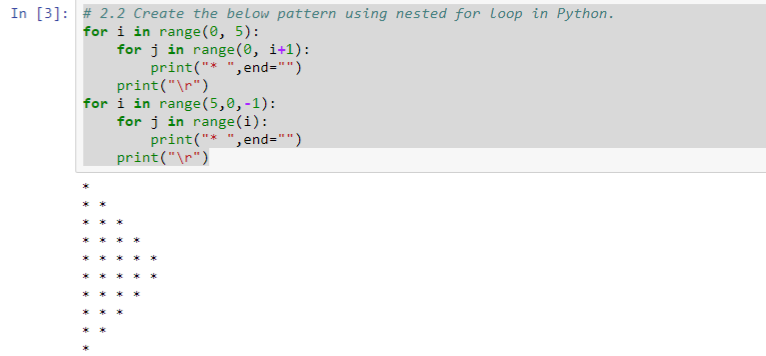 In [3]: # 2.2 Create the below pattern using nested for loop in Python.
for i in range(0, 5):
    for j in range(0, i+1):
        print("* ",end="")
    print("\r")
for i in range(5,0,-1):
    for j in range(i):
        print("* ",end="")
    print("\r")
*
* *
* * *
* * * *
* * * * *
* * * * *
* * * *
* * *
* *
*